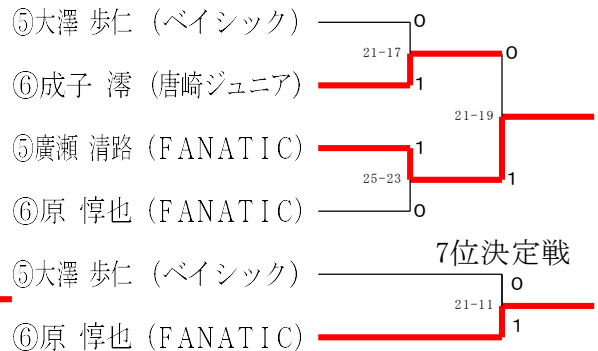 ⑤大澤 歩仁 (ベイシック) 0
21-17 0
⑥成子 澪 (唐崎ジュニア) 1
21-19
⑤廣瀬 清路 (FANATIC) 1
25-23 1
⑥原 惇也 (FANATIC) 0
7位決定戦
⑤大澤 歩仁 (ベイシック) 0
21-11
⑥原 惇也 (FANATIC) 1